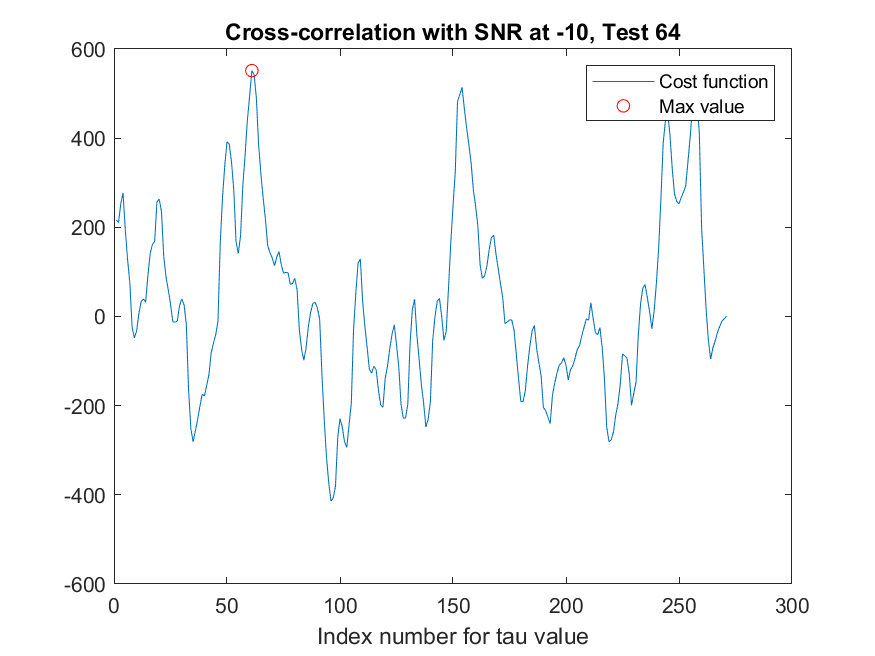 Cross-correlation with SNR at -10, Test 64
600
400
200
0
-200
-400
-600
Cost function
Max value
0 50 100 150 200 250 300
Index number for tau value